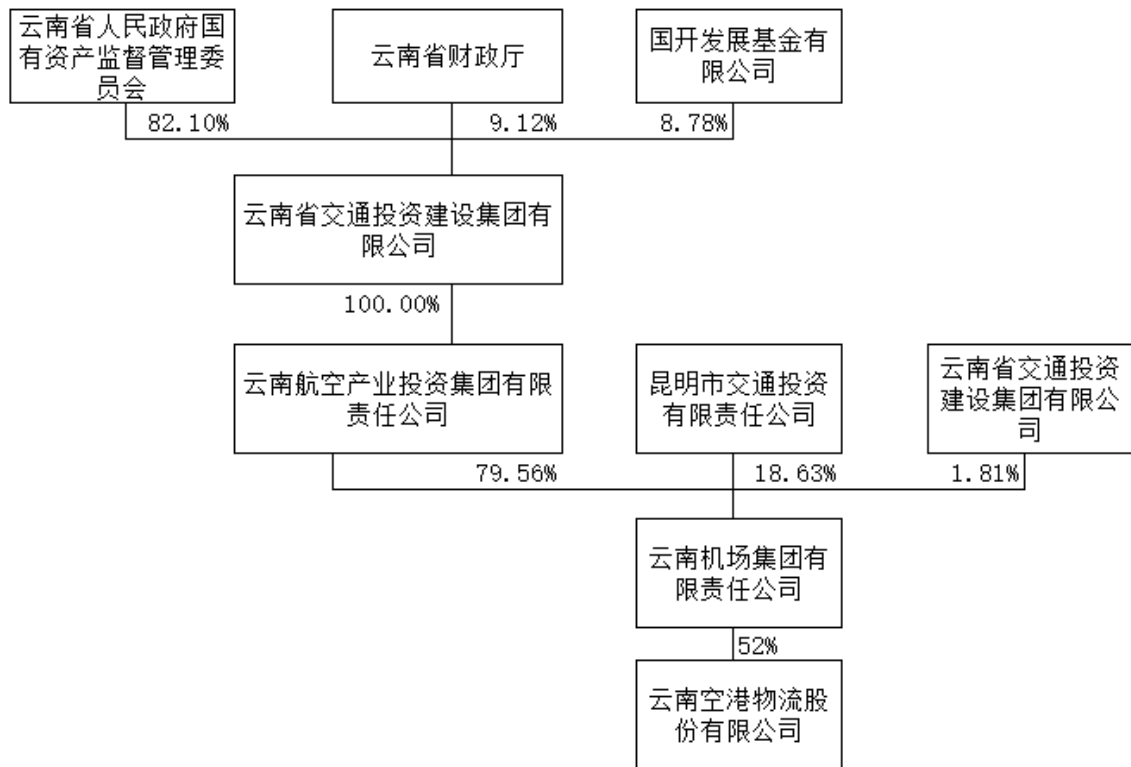 云南省人民政府国
有资产监督管理委
员会
云南省财政厅
国开发展基金有
限公司
82.10%
9.12%
8.78%
云南省交通投资建设集团有
限公司
100.00%
云南航空产业投资集团有限
责任公司
昆明市交通投资
有限责任公司
云南省交通投资
建设集团有限公
司
79.56%
18.63%
1.81%
云南机场集团有
限责任公司
52%
云南空港物流股
份有限公司